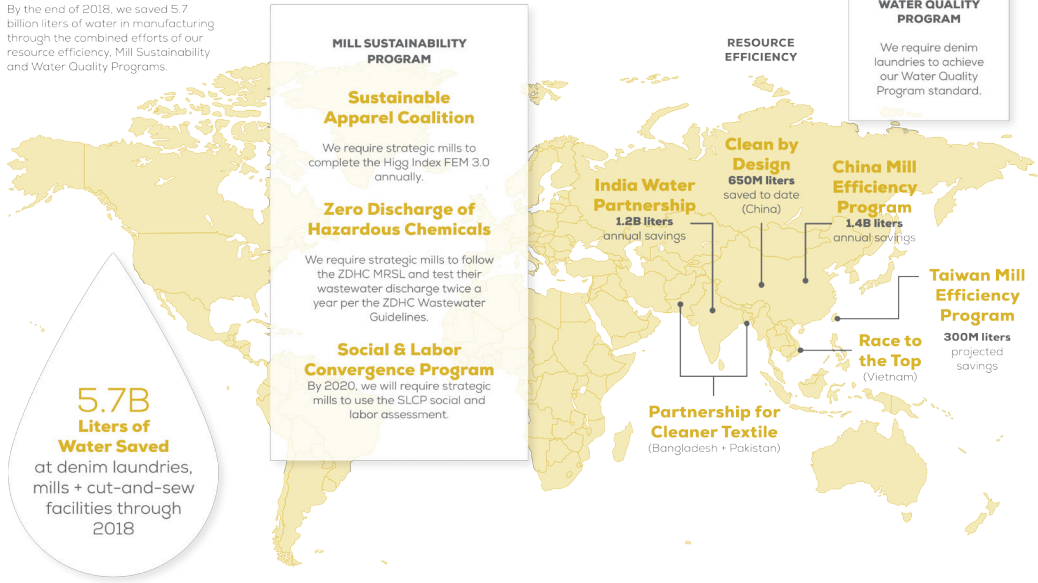 By the end of 2018, we saved 5.7
billion liters of water in manufacturing
through the combined efforts of our
resource efficiency, Mill Sustainability
and Water Quality Programs.
MILL SUSTAINABILITY
PROGRAM
Sustainable
Apparel Coalition
We require strategic mills to
complete the Higg Index FEM 3.0
annually.
Zero Discharge of
Hazardous Chemicals
We require strategic mills to follow
the ZDHC MRSL and test their
wastewater discharge twice a
year per the ZDHC Wastewater
Guidelines.
Social & Labor
Convergence Program
By 2020, we will require strategic
mills to use the SLCP social and
labor assessment.
RESOURCE
EFFICIENCY
WATER QUALITY
PROGRAM
We require denim
laundries to achieve
our Water Quality
Program standard.
Clean by
Design
650M liters
saved to date
(China)
India Water
Partnership
1.2B liters
annual savings
China Mill
Efficiency
Program
1.4B liters
annual savings
Taiwan Mill
Efficiency
Program
300M liters
projected
savings
Race to
the Top
(Vietnam)
Partnership for
Cleaner Textile
(Bangladesh + Pakistan)
5.7B
Liters of
Water Saved
at denim laundries,
mills + cut-and-sew
facilities through
2018